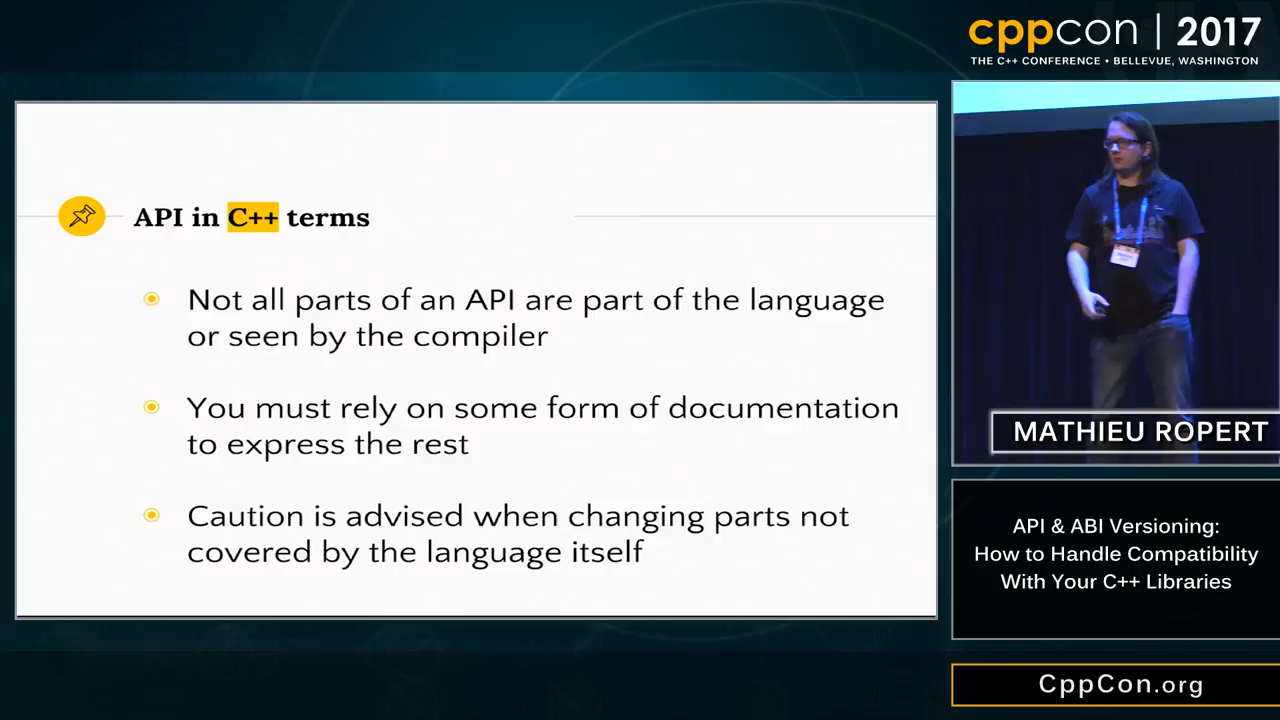 cppcon | 2017
THE C++ CONFERENCE • BELLEVUE, WASHINGTON
API in C++ terms
Not all parts of an API are part of the language
or seen by the compiler
You must rely on some form of documentation
to express the rest
Caution is advised when changing parts not
covered by the language itself
MATHIEU ROPERT
API & ABI Versioning:
How to Handle Compatibility
With Your C++ Libraries
CppCon.org